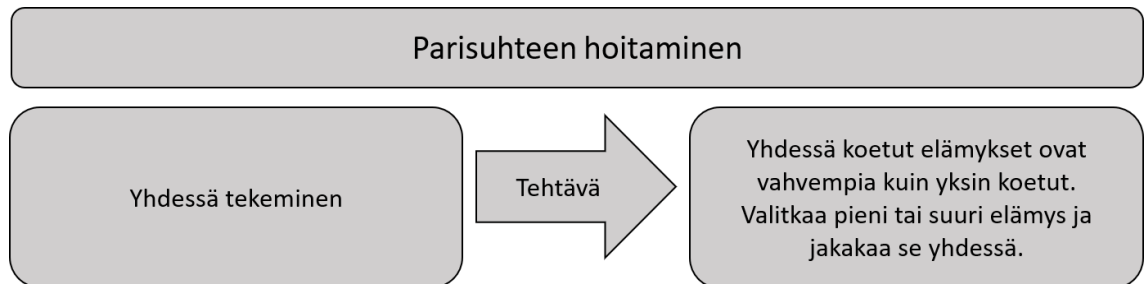 Parisuhteen hoitaminen
Yhdessä tekeminen
Tehtävä
Yhdessä koetut elämykset ovat
vahvempia kuin yksin koetut.
Valitkaa pieni tai suuri elämys ja
jakakaa se yhdessä.